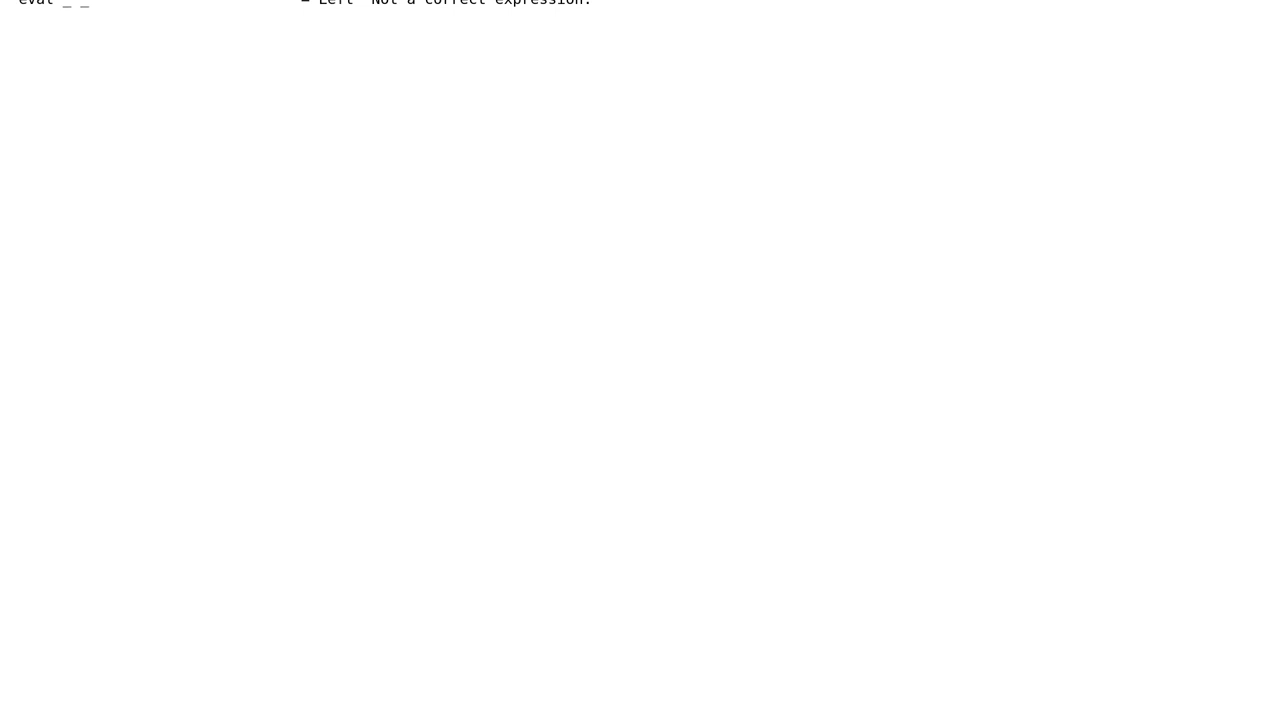 eval _ _ = Left "Not a correct expression."